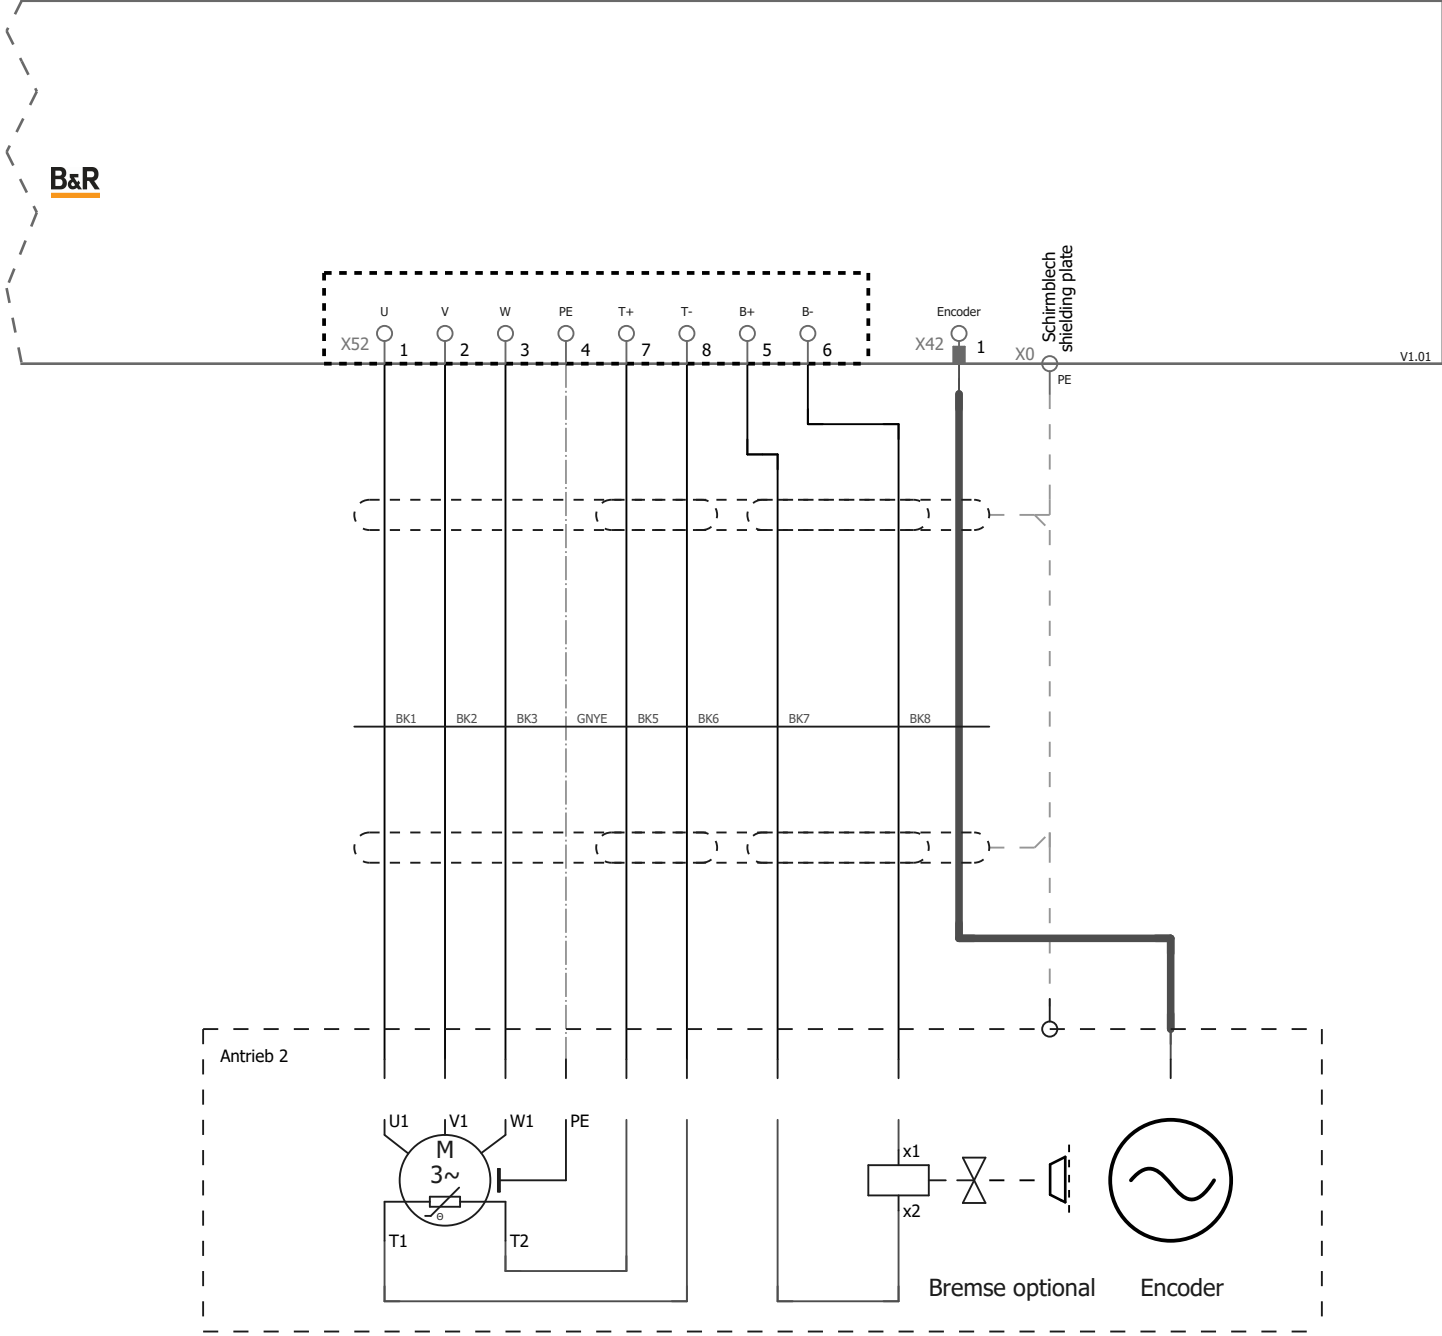 B&R
Schirmblech
shielding plate
U V W PE T+ T- B+ B- Encoder
X52 1 2 3 4 7 8 5 6 X42 1 X0
V1.01
PE
BK1 BK2 BK3 GNYE BK5 BK6 BK7 BK8
Antrieb 2
U1 V1 W1 PE
M
3~
x1
Θ
x2
T1 T2
Bremse optional Encoder